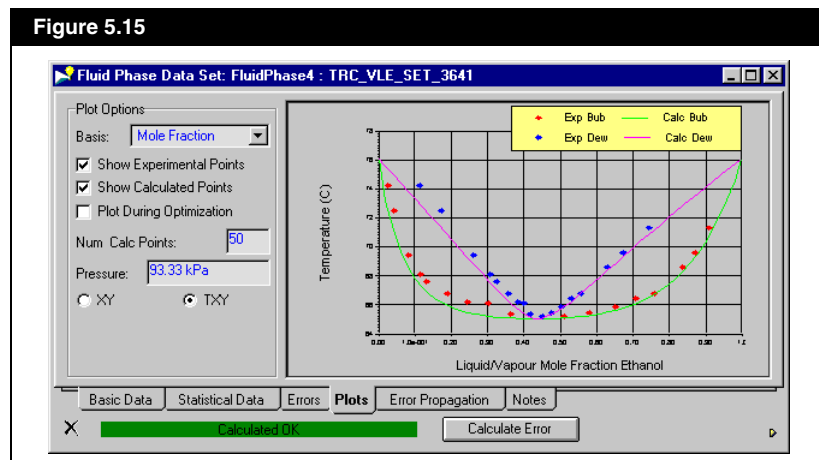 Figure 5.15
Fluid Phase Data Set: FluidPhase4 : TRC_VLE_SET_3641
Plot Options
Basis: Mole Fraction
Show Experimental Points
Show Calculated Points
Plot During Optimization
Num Calc Points: 50
Pressure: 93.33 kPa
XY TXY
Exp Bub Calc Bub
Exp Dew Calc Dew
Temperature (C)
Liquid/Vapour Mole Fraction Ethanol
Basic Data Statistical Data Errors Plots Error Propagation Notes
Calculated OK Calculate Error